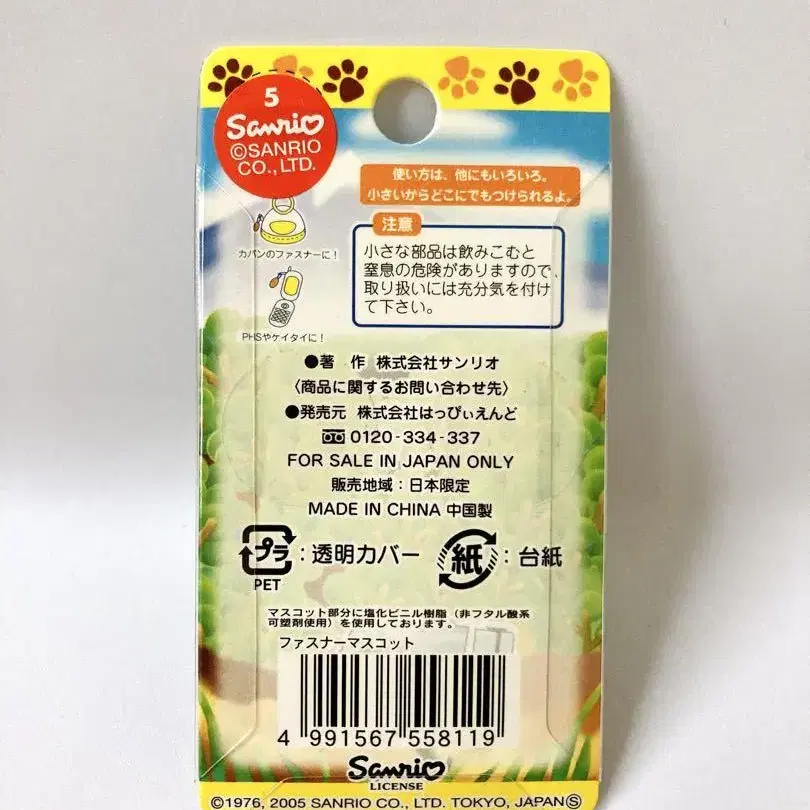 5
Sanrio
©SANRIO
CO., LTD.
使い方は、他にもいろいろ。
小さいからどこにでもつけられるよ。
カバンのファスナーに!
PHSやケイタイに!
注意
小さな部品は飲みこむと
窒息の危険がありますので、
取り扱いには充分気を付け
て下さい。
●著 作 株式会社サンリオ
〈商品に関するお問い合わせ先〉
●発売元 株式会社はっぴぃえんど
0120-334-337
FOR SALE IN JAPAN ONLY
販売地域:日本限定
MADE IN CHINA 中国製
プラ:透明カバー
PET
紙:台紙
マスコット部分に塩化ビニル樹脂(非フタル酸系
可塑剤使用)を使用しております。
ファスナーマスコット
4 991567 558119
Sanrio
LICENSE
©1976, 2005 SANRIO CO., LTD. TOKYO, JAPAN Ⓢ